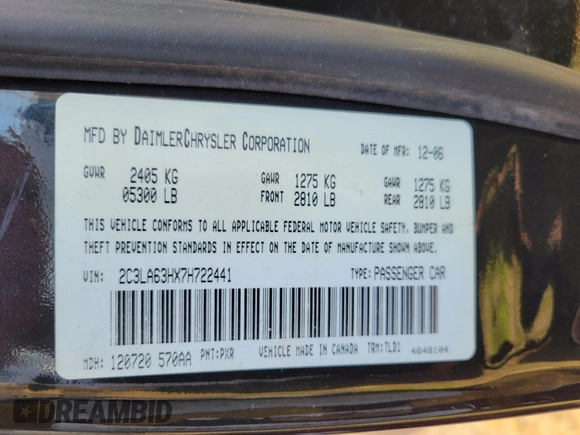 MFD BY DAIMLERCHRYSLER CORPORATION DATE OF MFR: 12-06
GVWR 2405 KG GAWR 1275 KG GAWR 1275 KG
05300 LB FRONT 2810 LB REAR 2810 LB
THIS VEHICLE CONFORMS TO ALL APPLICABLE FEDERAL MOTOR VEHICLE SAFETY, BUMPER AND
THEFT PREVENTION STANDARDS IN EFFECT ON THE DATE OF MANUFACTURE SHOWN ABOVE.
VIN: 2C3LA63HX7H722441 TYPE: PASSENGER CAR
MDH: 120720 570AA PNT: PXR VEHICLE MADE IN CANADA TRM: TLD1 4648104
DREAMBID